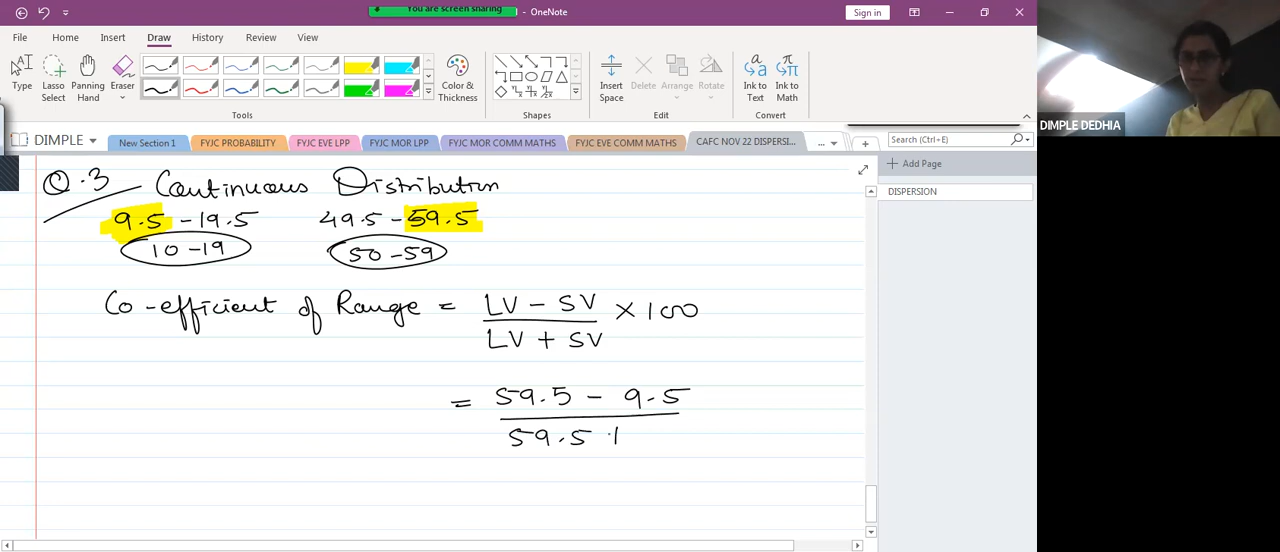 You are screen sharing
- OneNote
Sign in
File Home Insert Draw History Review View
Type
Lasso Select
Panning Hand
Eraser
Color & Thickness
Insert Space
Delete
Arrange
Rotate
Ink to Text
Ink to Math
Tools
Shapes
Edit
Convert
DIMPLE DEDHIA
DIMPLE
New Section 1
FYJC PROBABILITY
FYJC EVE LPP
FYJC MOR LPP
FYJC MOR COMM MATHS
FYJC EVE COMM MATHS
CAFC NOV 22 DISPERSI...
Search (Ctrl+E)
Add Page
DISPERSION
Q.3 Continuous Distribution
9.5 - 19.5 49.5 - 59.5
10 - 19 50 - 59
Co-efficient of Range = LV - SV × 100
LV + SV
= 59.5 - 9.5
59.5